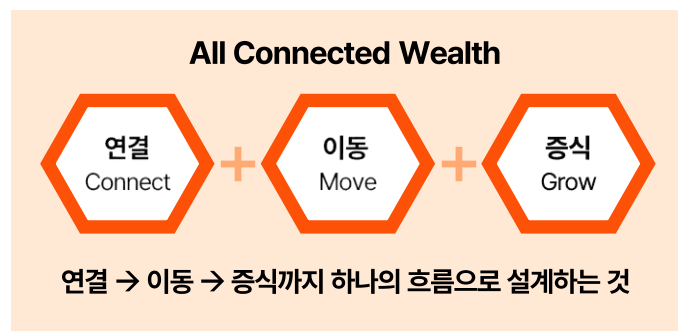 All Connected Wealth
연결 + 이동 + 증식
Connect Move Grow
연결 → 이동 → 증식까지 하나의 흐름으로 설계하는 것